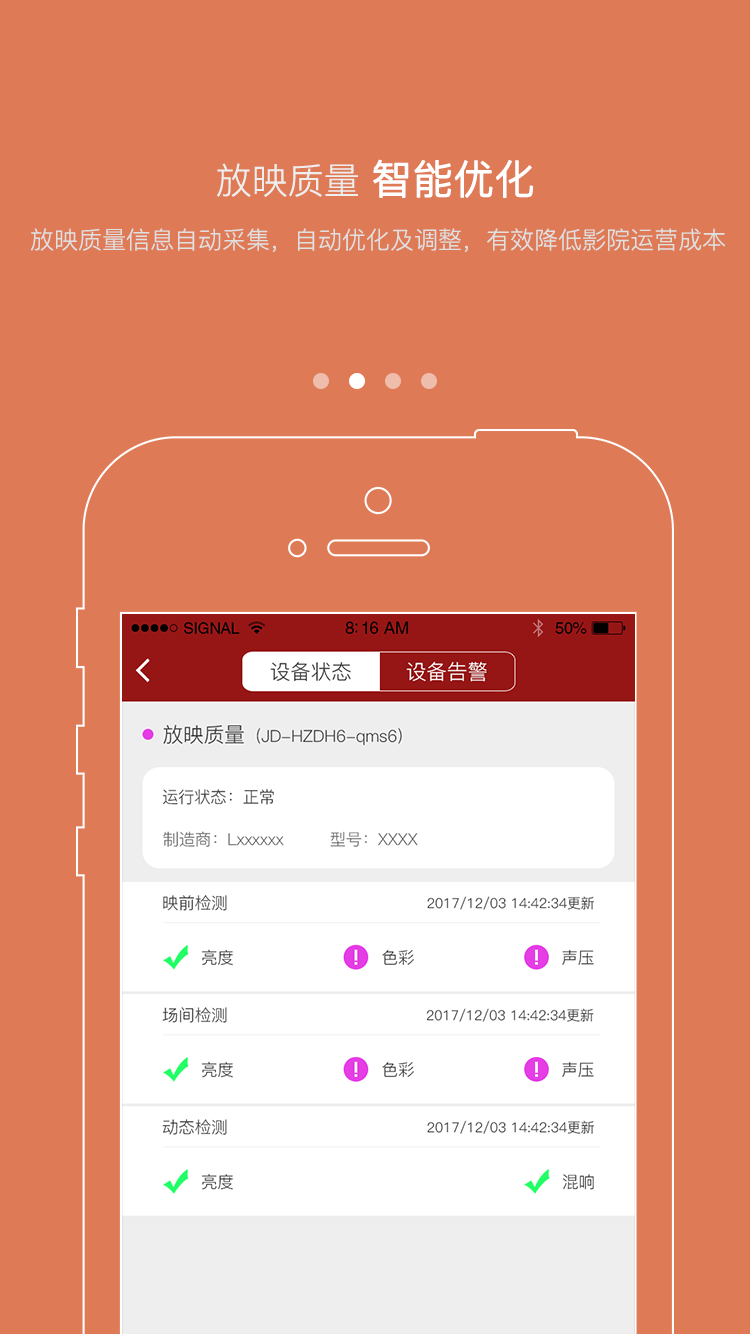 放映质量 智能优化
放映质量信息自动采集，自动优化及调整，有效降低影院运营成本
SIGNAL 8:16 AM 50%
设备状态 设备告警
放映质量 (JD-HZDH6-qms6)
运行状态：正常
制造商：Lxxxxxx 型号：XXXX
映前检测 2017/12/03 14:42:34更新
亮度 色彩 声压
场间检测 2017/12/03 14:42:34更新
亮度 色彩 声压
动态检测 2017/12/03 14:42:34更新
亮度 混响